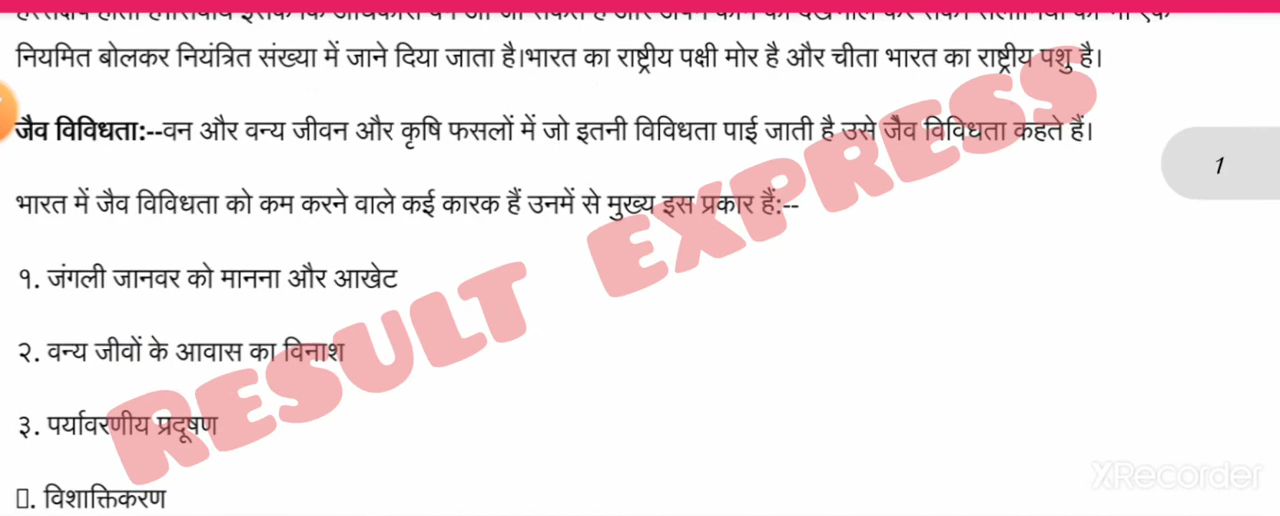 नियमित बोलकर नियंत्रित संख्या में जाने दिया जाता है।भारत का राष्ट्रीय पक्षी मोर है और चीता भारत का राष्ट्रीय पशु है।
जैव विविधता:--वन और वन्य जीवन और कृषि फसलों में जो इतनी विविधता पाई जाती है उसे जैव विविधता कहते हैं।
1
भारत में जैव विविधता को कम करने वाले कई कारक हैं उनमें से मुख्य इस प्रकार हैं:--
१. जंगली जानवर को मानना और आखेट
२. वन्य जीवों के आवास का विनाश
३. पर्यावरणीय प्रदूषण
. विशाक्तिकरण
RESULT EXPRESS
XRecorder